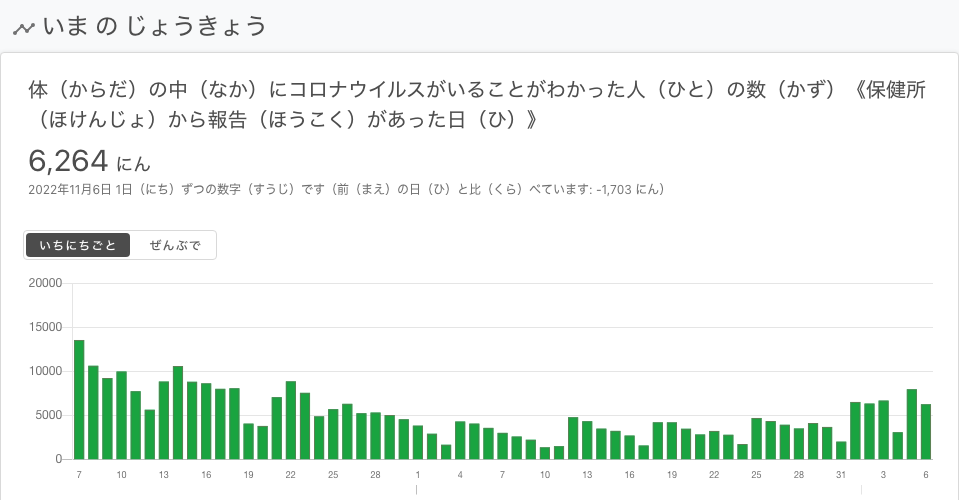 いま の じょうきょう
体（からだ）の中（なか）にコロナウイルスがいることがわかった人（ひと）の数（かず）《保健所
（ほけんじょ）から報告（ほうこく）があった日（ひ）》
6,264 にん
2022年11月6日 1日（にち）ずつの数字（すうじ）です（前（まえ）の日（ひ）と比（くら）べています: -1,703 にん）
いちにちごと ぜんぶで
20000
15000
10000
5000
0
7 10 13 16 19 22 25 28 1 4 7 10 13 16 19 22 25 28 31 3 6